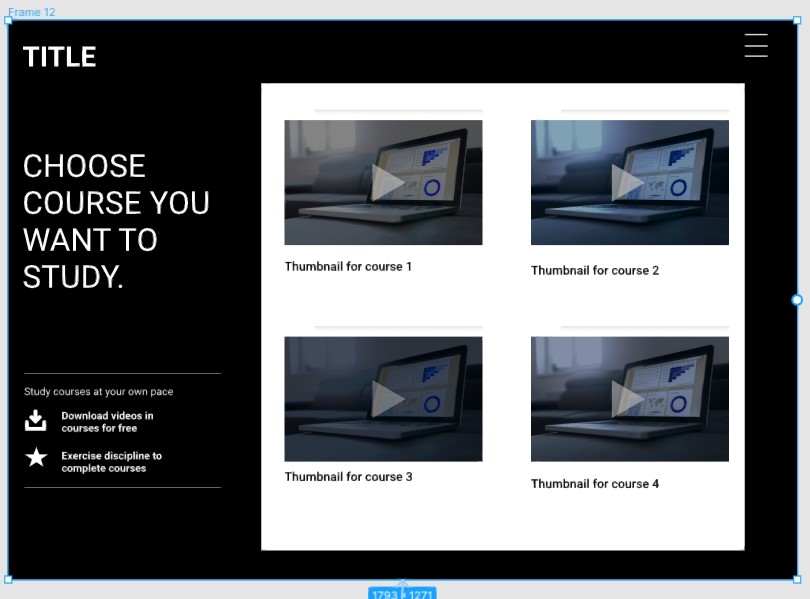 Frame 12
TITLE
CHOOSE
COURSE YOU
WANT TO
STUDY.
Study courses at your own pace
Download videos in
courses for free
Exercise discipline to
complete courses
Thumbnail for course 1
Thumbnail for course 2
Thumbnail for course 3
Thumbnail for course 4
1793 × 1271